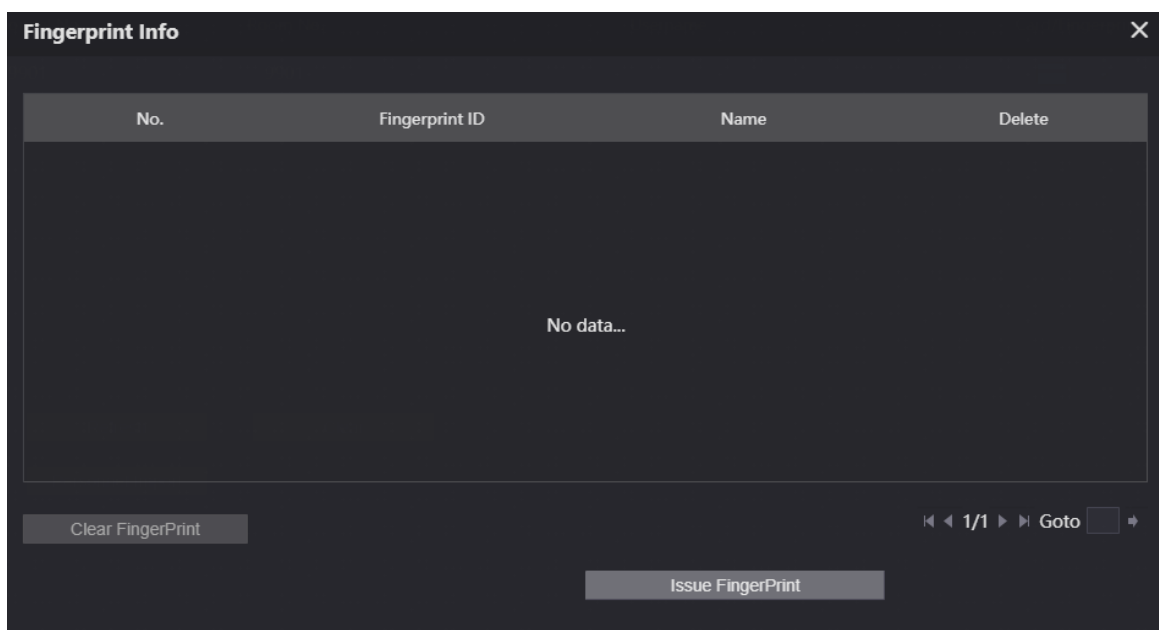 Fingerprint Info
No. Fingerprint ID Name Delete
No data...
Clear FingerPrint 1/1 Goto
Issue FingerPrint